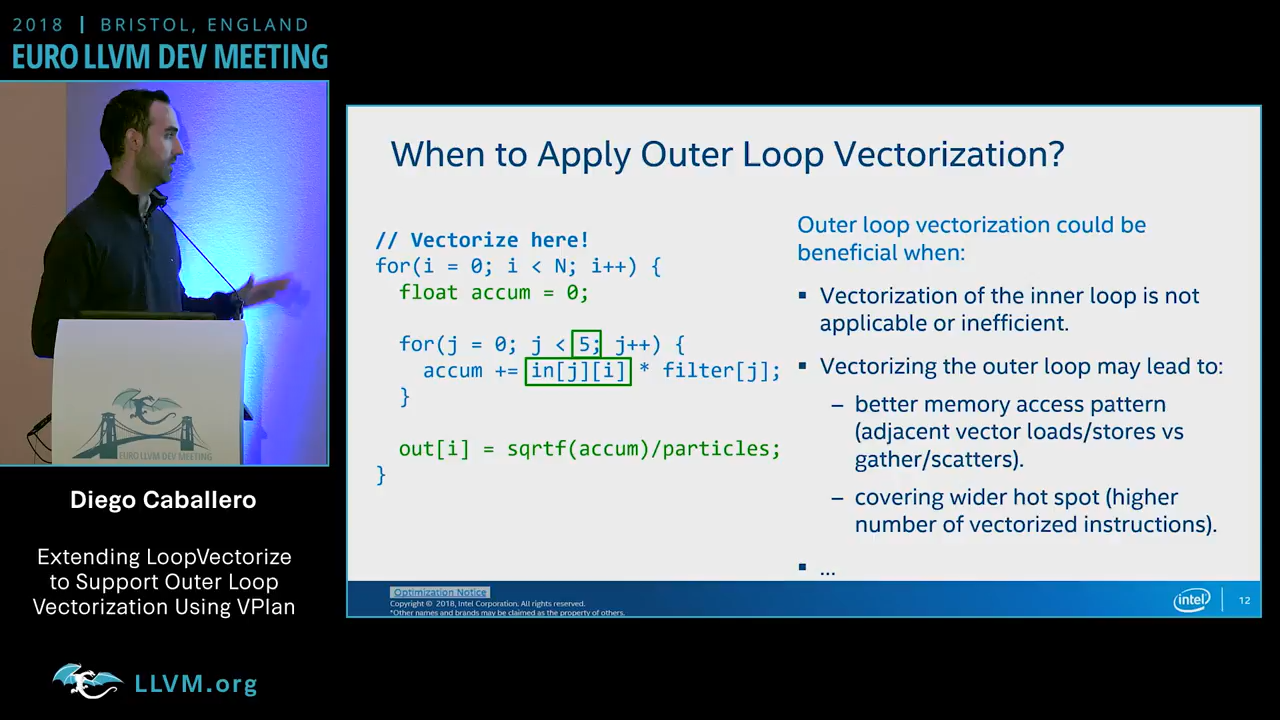 2018 | BRISTOL, ENGLAND
EURO LLVM DEV MEETING
EURO LLVM DEV MEETING
Diego Caballero
Extending LoopVectorize
to Support Outer Loop
Vectorization Using VPlan
LLVM.org
When to Apply Outer Loop Vectorization?
// Vectorize here!
for(i = 0; i < N; i++) {
float accum = 0;
for(j = 0; j < 5; j++) {
accum += in[j][i] * filter[j];
}
out[i] = sqrtf(accum)/particles;
}
Outer loop vectorization could be
beneficial when:
▪ Vectorization of the inner loop is not
applicable or inefficient.
▪ Vectorizing the outer loop may lead to:
– better memory access pattern
(adjacent vector loads/stores vs
gather/scatters).
– covering wider hot spot (higher
number of vectorized instructions).
▪ ...
Optimization Notice
Copyright © 2018, Intel Corporation. All rights reserved.
*Other names and brands may be claimed as the property of others.
intel
12